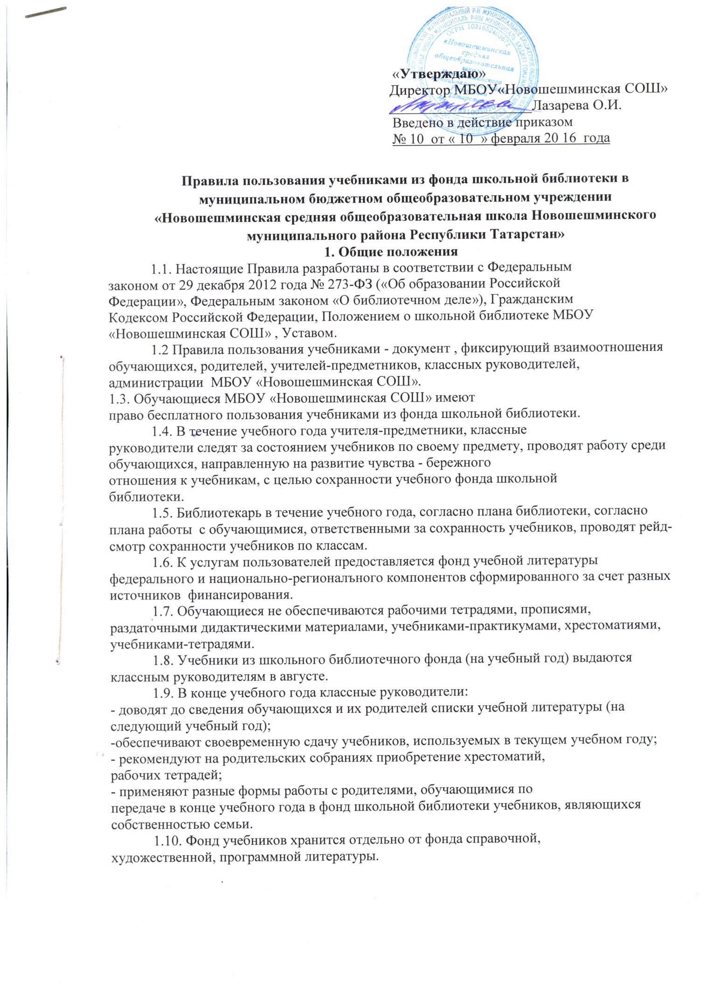 ОГРН 1031652403672
«Новошешминская
средняя
общеобразовательная
школа
«Утверждаю»
Директор МБОУ«Новошешминская СОШ»
Лазарева О.И.
Введено в действие приказом
№ 10 от « 10 » февраля 20 16 года
Правила пользования учебниками из фонда школьной библиотеки в
муниципальном бюджетном общеобразовательном учреждении
«Новошешминская средняя общеобразовательная школа Новошешминского
муниципального района Республики Татарстан»
1. Общие положения
1.1. Настоящие Правила разработаны в соответствии с Федеральным
законом от 29 декабря 2012 года № 273-ФЗ («Об образовании Российской
Федерации», Федеральным законом «О библиотечном деле»), Гражданским
Кодексом Российской Федерации, Положением о школьной библиотеке МБОУ
«Новошешминская СОШ» , Уставом.
1.2 Правила пользования учебниками - документ , фиксирующий взаимоотношения
обучающихся, родителей, учителей-предметников, классных руководителей,
администрации МБОУ «Новошешминская СОШ».
1.3. Обучающиеся МБОУ «Новошешминская СОШ» имеют
право бесплатного пользования учебниками из фонда школьной библиотеки.
1.4. В течение учебного года учителя-предметники, классные
руководители следят за состоянием учебников по своему предмету, проводят работу среди
обучающихся, направленную на развитие чувства - бережного
отношения к учебникам, с целью сохранности учебного фонда школьной
библиотеки.
1.5. Библиотекарь в течение учебного года, согласно плана библиотеки, согласно
плана работы с обучающимися, ответственными за сохранность учебников, проводят рейд-
смотр сохранности учебников по классам.
1.6. К услугам пользователей предоставляется фонд учебной литературы
федерального и национально-регионалъного компонентов сформированного за счет разных
источников финансирования.
1.7. Обучающиеся не обеспечиваются рабочими тетрадями, прописями,
раздаточными дидактическими материалами, учебниками-практикумами, хрестоматиями,
учебниками-тетрадями.
1.8. Учебники из школьного библиотечного фонда (на учебный год) выдаются
классным руководителям в августе.
1.9. В конце учебного года классные руководители:
- доводят до сведения обучающихся и их родителей списки учебной литературы (на
следующий учебный год);
-обеспечивают своевременную сдачу учебников, используемых в текущем учебном году;
- рекомендуют на родительских собраниях приобретение хрестоматий,
рабочих тетрадей;
- применяют разные формы работы с родителями, обучающимися по
передаче в конце учебного года в фонд школьной библиотеки учебников, являющихся
собственностью семьи.
1.10. Фонд учебников хранится отдельно от фонда справочной,
художественной, программной литературы.